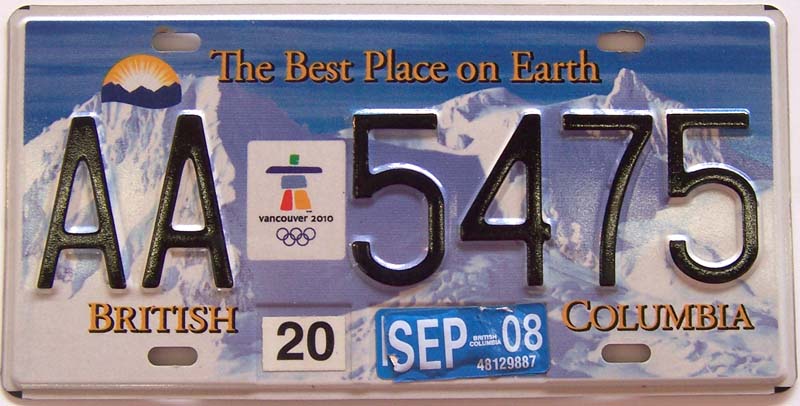 The Best Place on Earth
AA 5475
vancouver 2010
BRITISH COLUMBIA
20 SEP BRITISH COLUMBIA 08
48129887